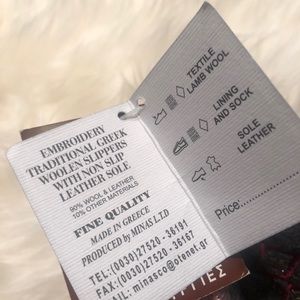 EMBROIDERY
TRADITIONAL GREEK
WOOLEN SLIPPERS
WITH NON SLIP
LEATHER SOLE
90% WOOL & LEATHER
10% OTHER MATERIALS
FINE QUALITY
MADE IN GREECE
PRODUCED by MINAS LTD
TEL:(0030)27520-36191
FAX:(0030)27520-36167
minasco@otenet.gr
TEXTILE
LAMB WOOL
LINING
AND SOCK
SOLE
LEATHER
Price: